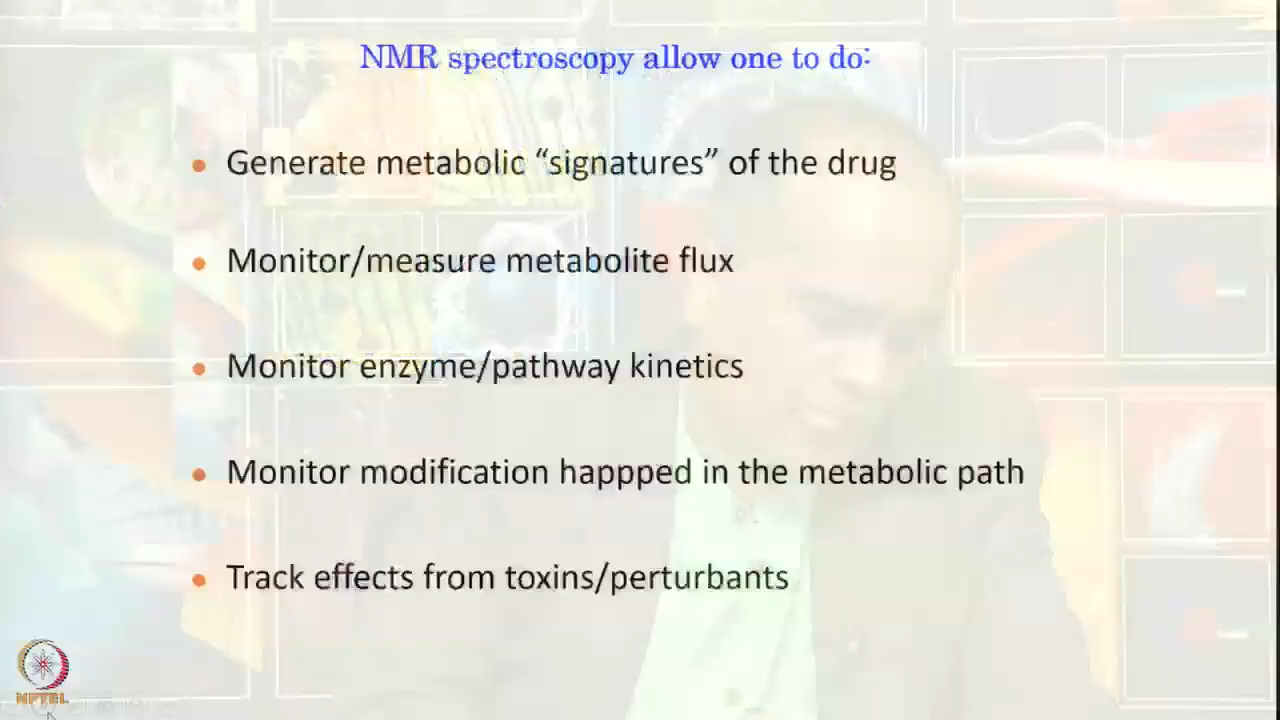 NMR spectroscopy allow one to do:
Generate metabolic “signatures” of the drug
Monitor/measure metabolite flux
Monitor enzyme/pathway kinetics
Monitor modification happped in the metabolic path
Track effects from toxins/perturbants
NPTEL